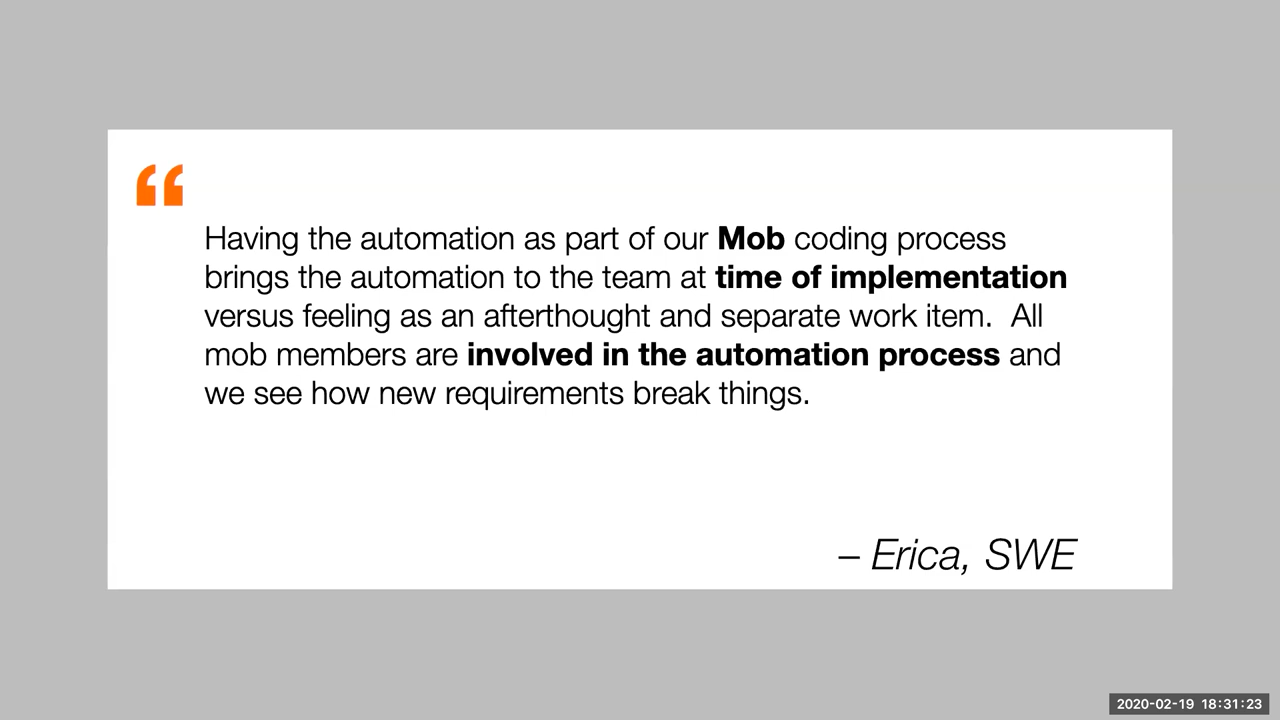 “
Having the automation as part of our Mob coding process
brings the automation to the team at time of implementation
versus feeling as an afterthought and separate work item.  All
mob members are involved in the automation process and
we see how new requirements break things.
– Erica, SWE
2020-02-19 18:31:23